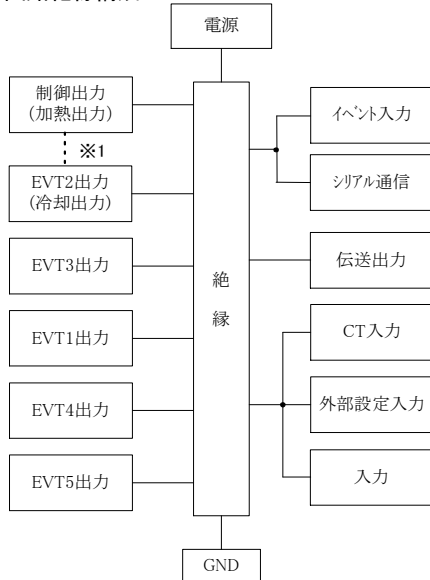 電源
制御出力
(加熱出力)
※1
EVT2出力
(冷却出力)
EVT3出力
EVT1出力
EVT4出力
EVT5出力
絶
縁
イベント入力
シリアル通信
伝送出力
CT入力
外部設定入力
入力
GND